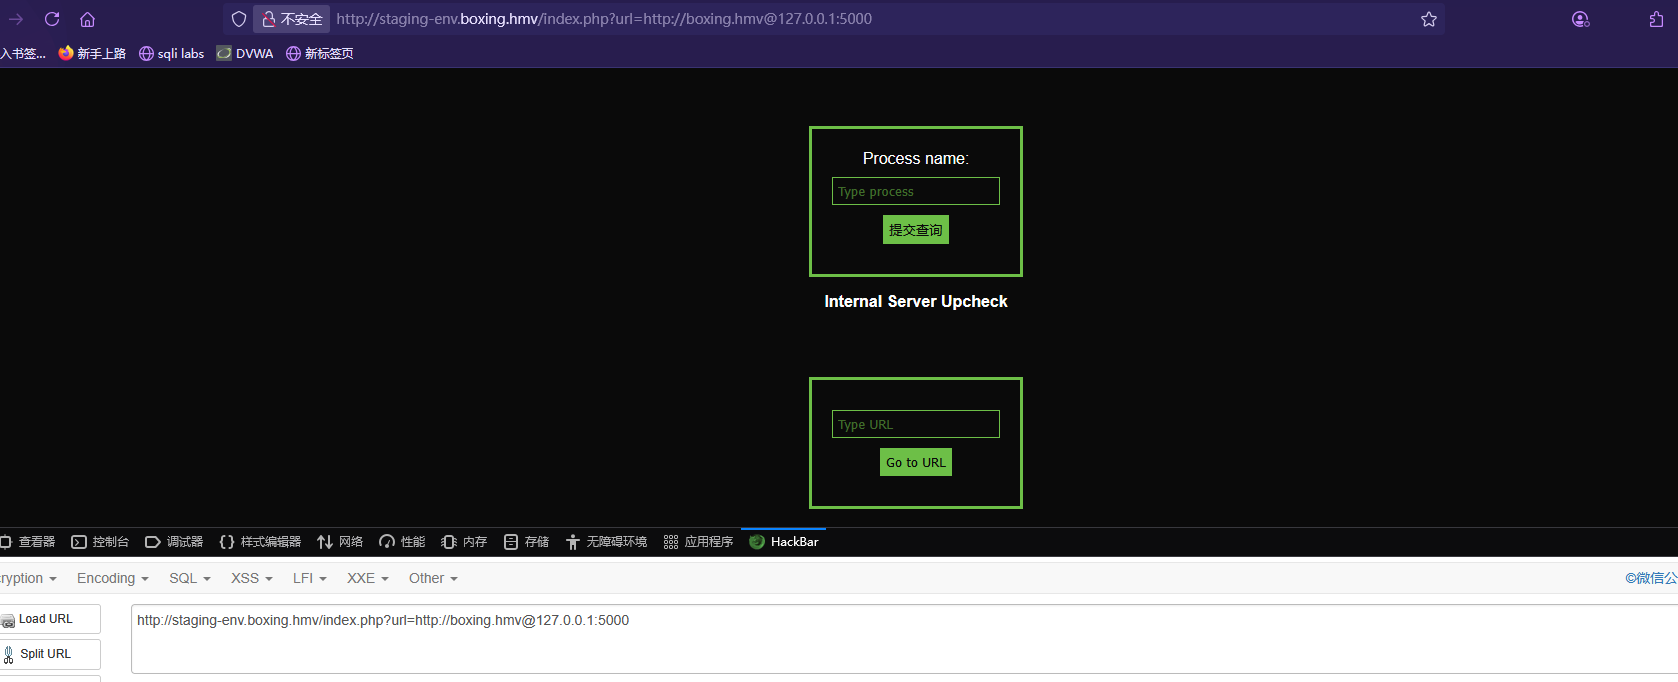 不安全 http://staging-env.boxing.hmv/index.php?url=http://boxing.hmv@127.0.0.1:5000
入书签... 新手上路 sqli labs DVWA 新标签页
Process name:
Type process
提交查询
Internal Server Upcheck
Type URL
Go to URL
查看器 控制台 调试器 样式编辑器 网络 性能 内存 存储 无障碍环境 应用程序 HackBar
ryption Encoding SQL XSS LFI XXE Other ©微信公
Load URL http://staging-env.boxing.hmv/index.php?url=http://boxing.hmv@127.0.0.1:5000
Split URL